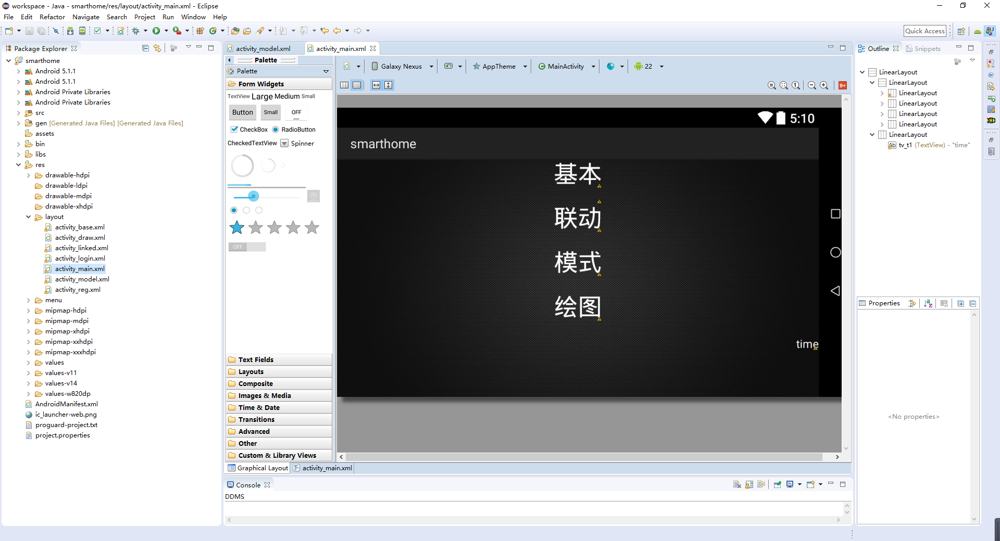 workspace - Java - smarthome/res/layout/activity_main.xml - Eclipse
File Edit Refactor Navigate Search Project Run Window Help
Quick Access
Package Explorer
smarthome
Android 5.1.1
Android 5.1.1
Android Private Libraries
Android Private Libraries
src
gen [Generated Java Files] [Generated Java Files]
assets
bin
libs
res
drawable-hdpi
drawable-ldpi
drawable-mdpi
drawable-xhdpi
layout
activity_base.xml
activity_draw.xml
activity_linked.xml
activity_login.xml
activity_main.xml
activity_model.xml
activity_reg.xml
menu
mipmap-hdpi
mipmap-mdpi
mipmap-xhdpi
mipmap-xxhdpi
mipmap-xxxhdpi
values
values-v11
values-v14
values-w820dp
AndroidManifest.xml
ic_launcher-web.png
proguard-project.txt
project.properties
activity_model.xml activity_main.xml
Palette
Palette
Form Widgets
TextView Large Medium Small
Button Small OFF
CheckBox RadioButton
CheckedTextView Spinner
OFF
Text Fields
Layouts
Composite
Images & Media
Time & Date
Transitions
Advanced
Other
Custom & Library Views
Galaxy Nexus AppTheme MainActivity 22
9+
5:10
smarthome
基本
联动
模式
绘图
time
Graphical Layout activity_main.xml
Console
DDMS
Outline Snippets
LinearLayout
LinearLayout
LinearLayout
LinearLayout
LinearLayout
LinearLayout
LinearLayout
Ab tv_t1 (TextView) - "time"
Properties
<No properties>